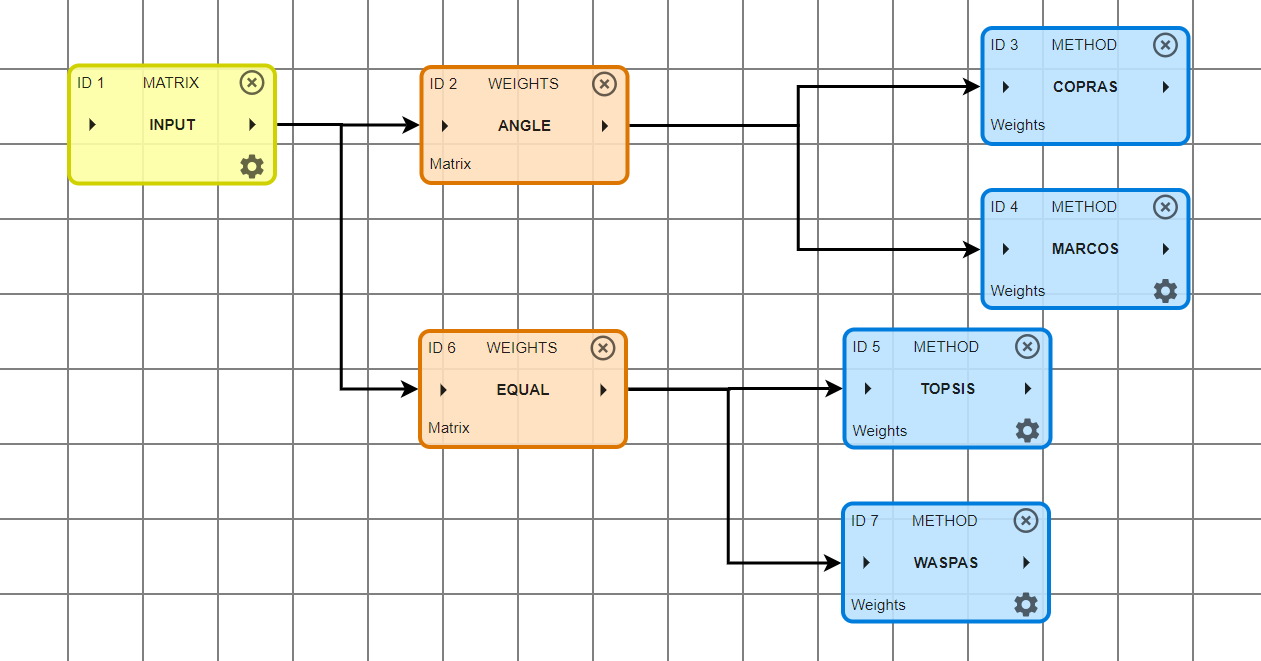 ID 1 MATRIX
INPUT
ID 2 WEIGHTS
ANGLE
Matrix
ID 3 METHOD
COPRAS
Weights
ID 4 METHOD
MARCOS
Weights
ID 6 WEIGHTS
EQUAL
Matrix
ID 5 METHOD
TOPSIS
Weights
ID 7 METHOD
WASPAS
Weights